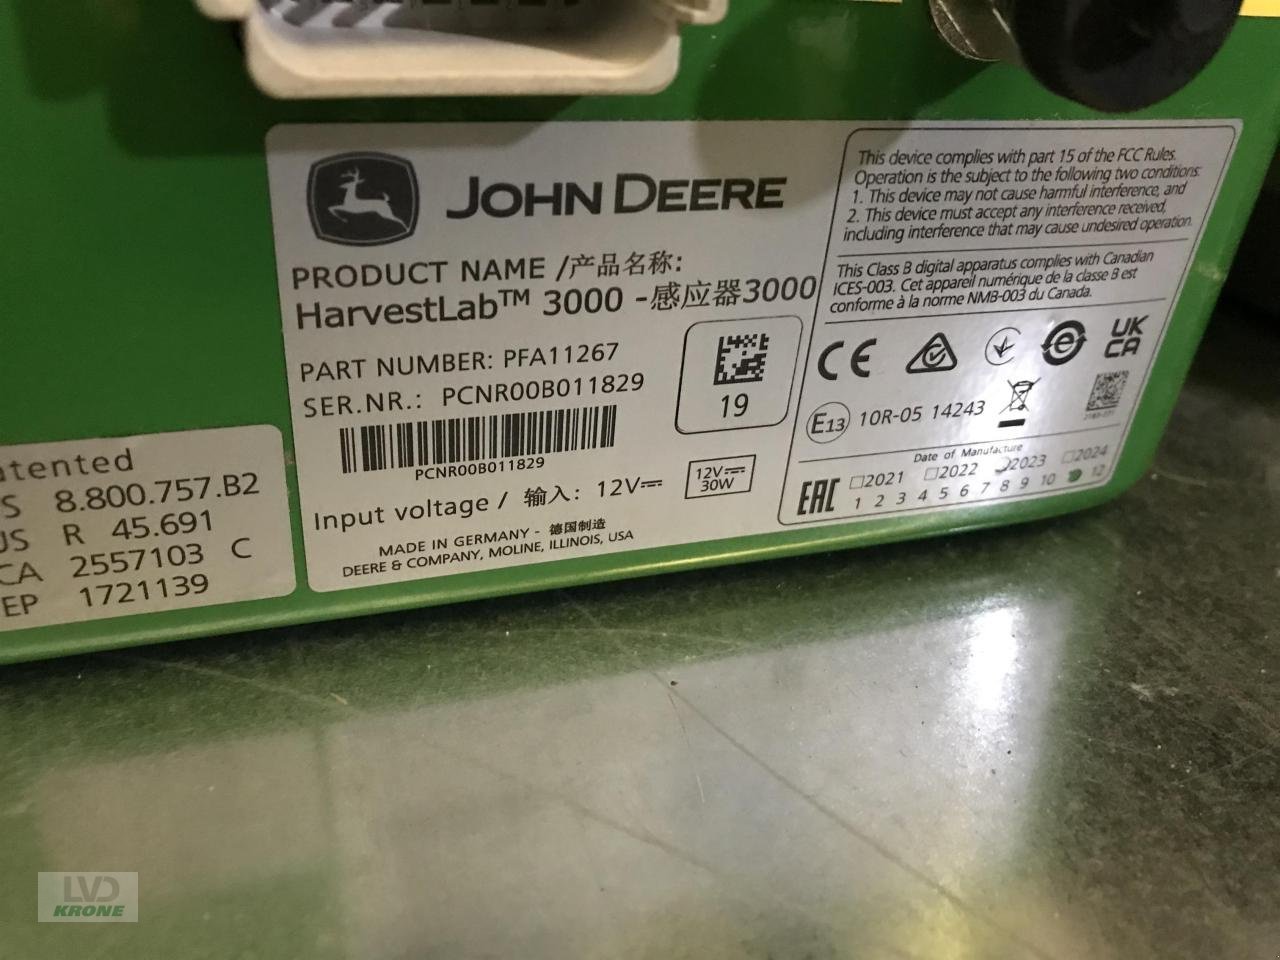 JOHN DEERE
PRODUCT NAME /产品名称:
HarvestLab™ 3000 -感应器3000
PART NUMBER: PFA11267
SER.NR.: PCNR00B011829
PCNR00B011829
19
Input voltage / 输入: 12V
12V
30W
MADE IN GERMANY - 德国制造
DEERE & COMPANY, MOLINE, ILLINOIS, USA
This device complies with part 15 of the FCC Rules.
Operation is the subject to the following two conditions:
1. This device may not cause harmful interference, and
2. This device must accept any interference received,
including interference that may cause undesired operation.
This Class B digital apparatus complies with Canadian
ICES-003. Cet appareil numérique de la classe B est
conforme à la norme NMB-003 du Canada.
CE
UK
CA
E13 10R-05 14243
Date of Manufacture
EAC
2021 2022 2023 2024
1 2 3 4 5 6 7 8 9 10 12
atented
S 8.800.757.B2
US R 45.691
CA 2557103 C
EP 1721139
LVD
KRONE